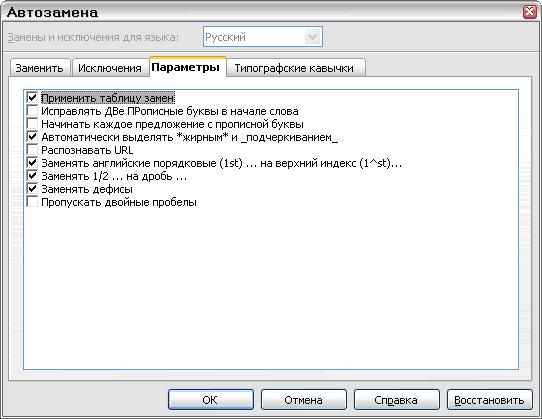 Автозамена
Замены и исключения для языка: Русский
Заменить Исключения Параметры Типографские кавычки
Применить таблицу замен
Исправлять ДВе ПРописные буквы в начале слова
Начинать каждое предложение с прописной буквы
Автоматически выделять *жирным* и _подчеркиванием_
Распознавать URL
Заменять английские порядковые (1st) ... на верхний индекс (1^st)...
Заменять 1/2 ... на дробь ...
Заменять дефисы
Пропускать двойные пробелы
ОК Отмена Справка Восстановить